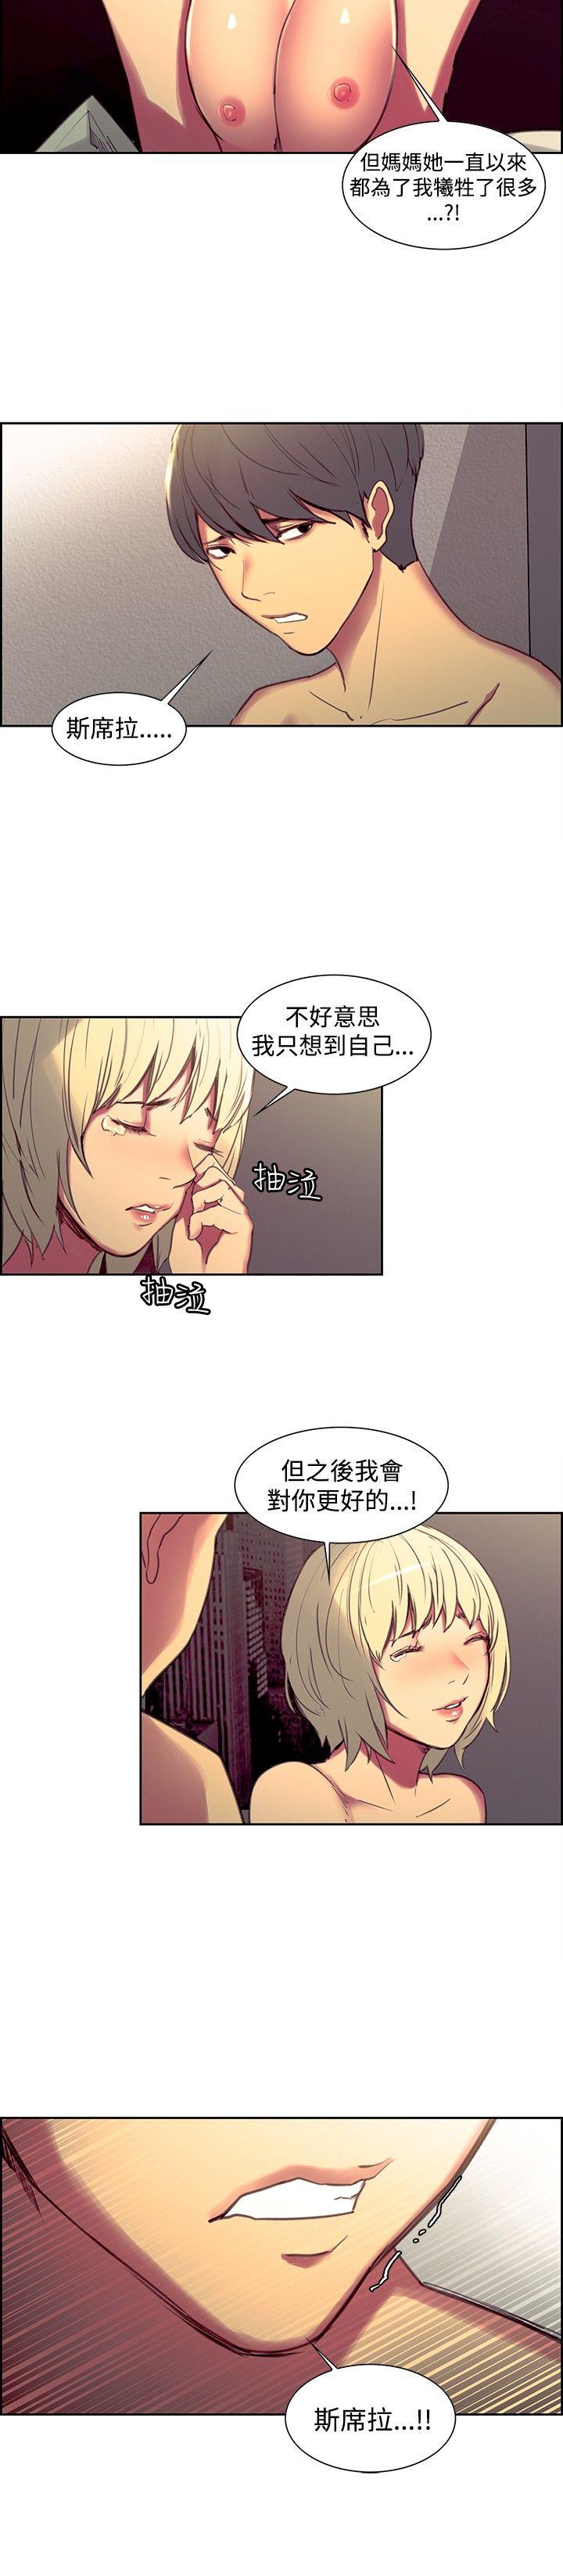 但媽媽她一直以來
都為了我犧牲了很多
...?!
斯席拉.....
不好意思
我只想到自己...
抽泣
抽泣
但之後我會
對你更好的...!
斯席拉...!!